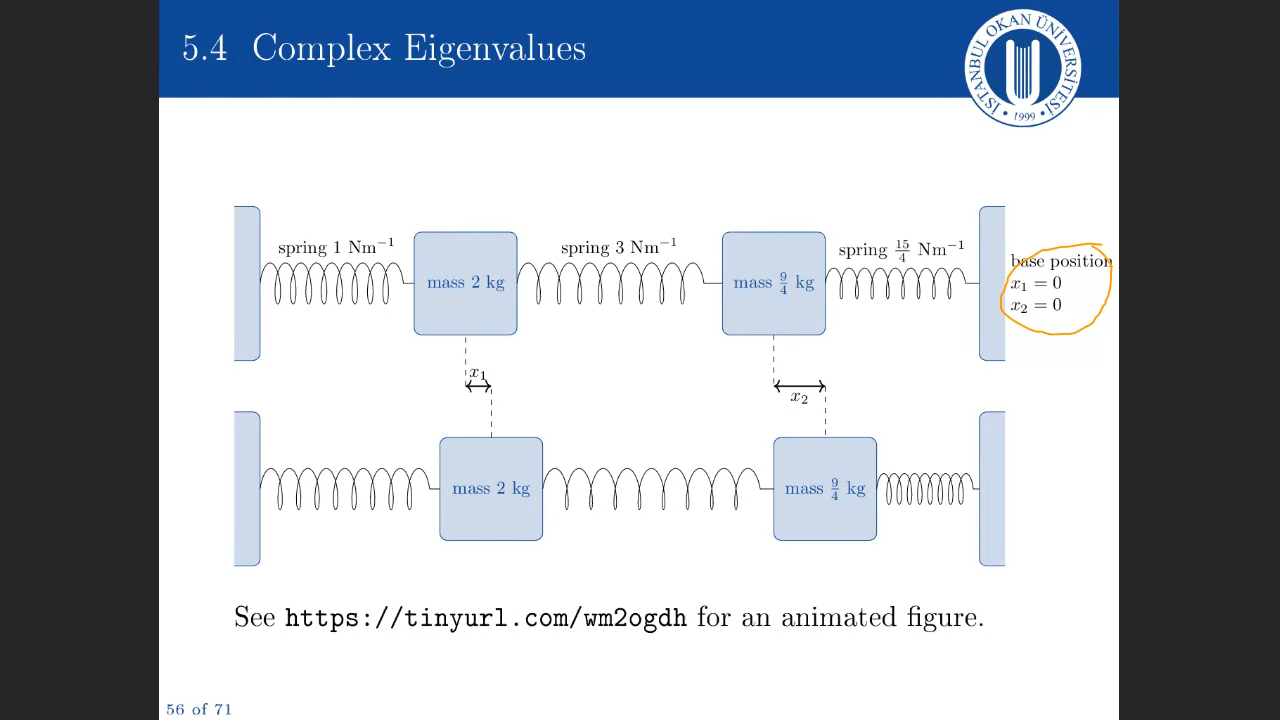 5.4 Complex Eigenvalues
İSTANBUL OKAN ÜNİVERSİTESİ
• 1999 •
spring 1 Nm⁻¹
spring 3 Nm⁻¹
spring 15/4 Nm⁻¹
mass 2 kg
mass 9/4 kg
base position
x₁ = 0
x₂ = 0
x₁
x₂
mass 2 kg
mass 9/4 kg
See https://tinyurl.com/wm2ogdh for an animated figure.
56 of 71